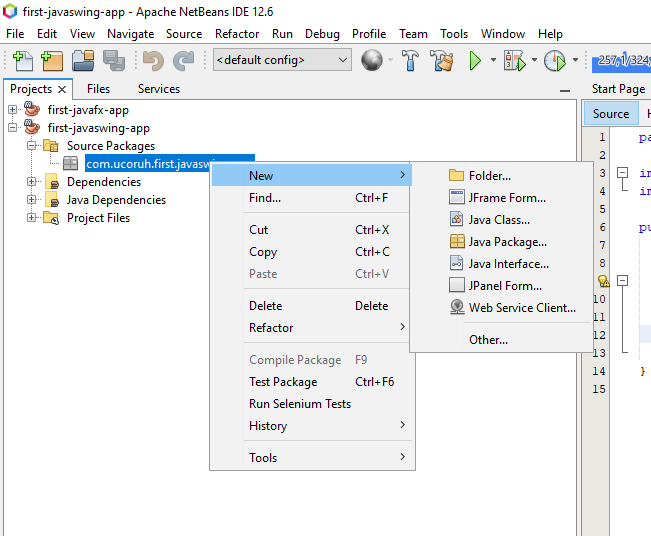 first-javaswing-app - Apache NetBeans IDE 12.6
File Edit View Navigate Source Refactor Run Debug Profile Team Tools Window Help
<default config>
257,1/324
Projects Files Services
Start Page
first-javafx-app
first-javaswing-app
Source Packages
com.ucoruh.first.javaswing
Dependencies
Java Dependencies
Project Files
New
Find... Ctrl+F
Cut Ctrl+X
Copy Ctrl+C
Paste Ctrl+V
Delete Delete
Refactor
Compile Package F9
Test Package Ctrl+F6
Run Selenium Tests
History
Tools
Folder...
JFrame Form...
Java Class...
Java Package...
Java Interface...
JPanel Form...
Web Service Client...
Other...
Source H
1 pa
2
3 im
4 im
5
6 pu
7
8
10
11
12
13
14 }
15